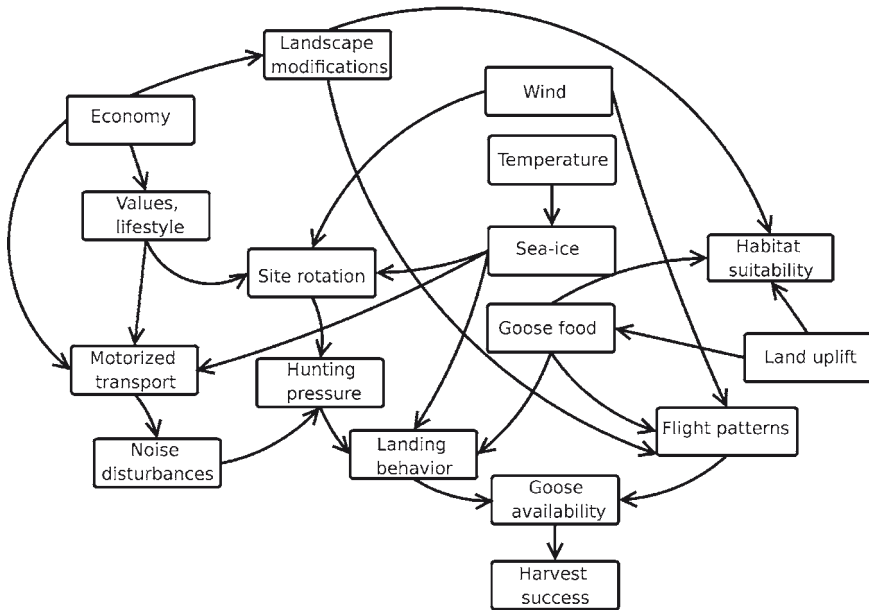 Landscape
modifications
Wind
Economy
Temperature
Values,
lifestyle
Sea-ice
Habitat
suitability
Site rotation
Goose food
Land uplift
Motorized
transport
Hunting
pressure
Flight patterns
Noise
disturbances
Landing
behavior
Goose
availability
Harvest
success